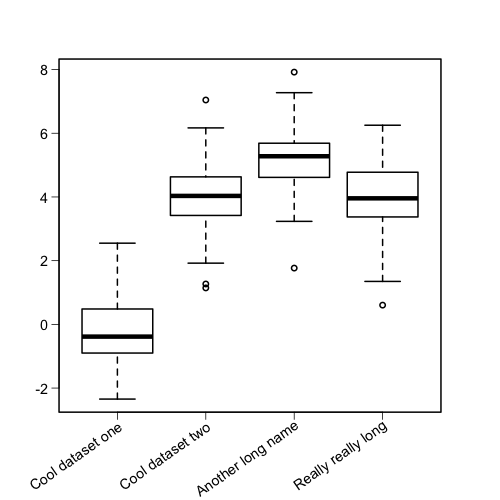 8
6
4
2
0
-2
Cool dataset one
Cool dataset two
Another long name
Really really long